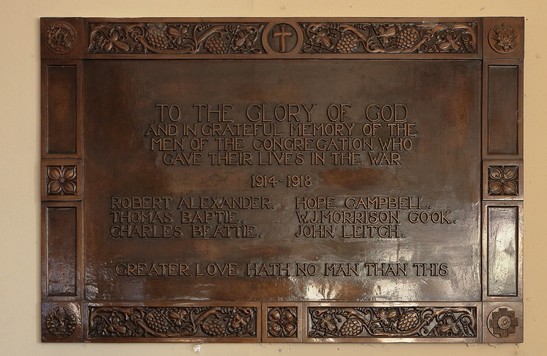 TO THE GLORY OF GOD
AND IN GRATEFUL MEMORY OF THE
MEN OF THE CONGREGATION WHO
GAVE THEIR LIVES IN THE WAR
1914-1918
ROBERT ALEXANDER. HOPE CAMPBELL.
THOMAS BAPTIE. W.J.MORRISON COOK.
CHARLES BEATTIE. JOHN LEITCH.
GREATER LOVE HATH NO MAN THAN THIS